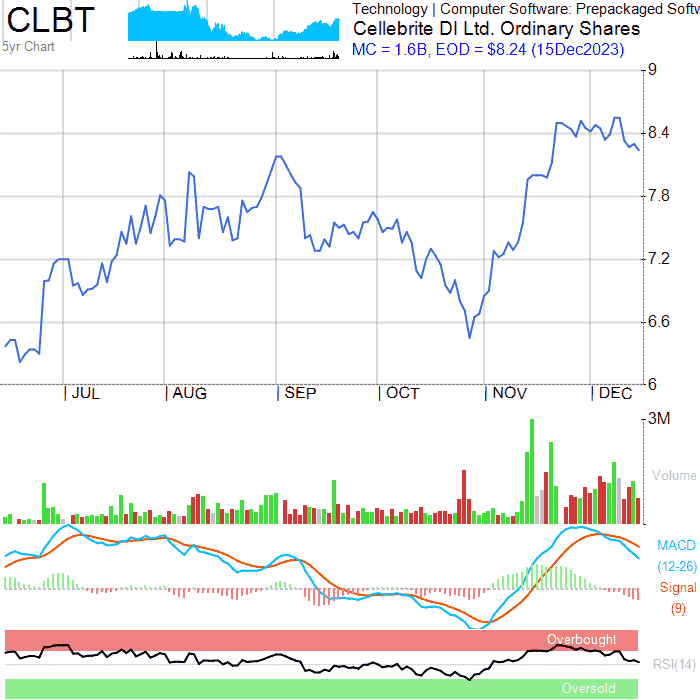 CLBT
5yr Chart
Technology | Computer Software: Prepackaged Softw
Cellebrite DI Ltd. Ordinary Shares
MC = 1.6B, EOD = $8.24 (15Dec2023)
9
8.4
7.8
7.2
6.6
6
JUL
AUG
SEP
OCT
NOV
DEC
3M
Volume
MACD
(12-26)
Signal
(9)
Overbought
RSI(14)
Oversold